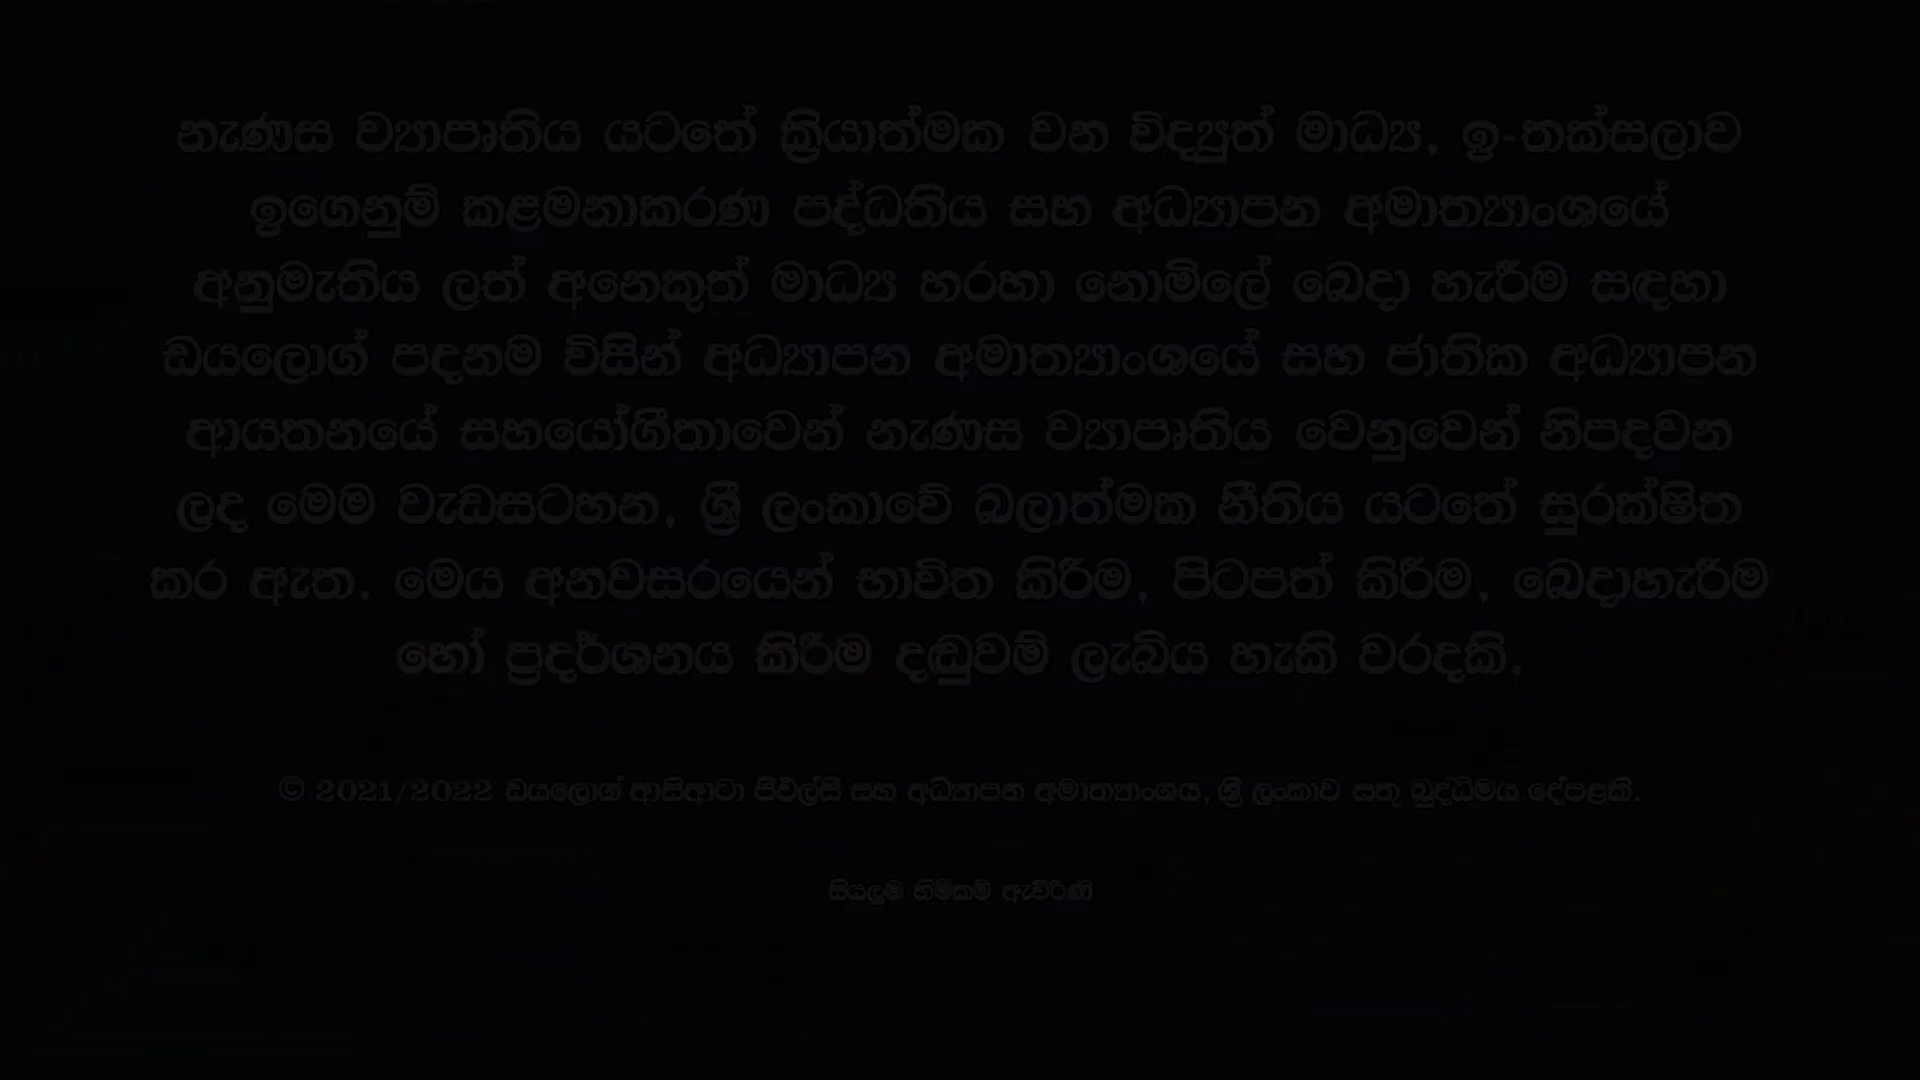 නැණස ව්‍යාපෘතිය යටතේ ක්‍රියාත්මක වන විද්‍යුත් මාධ්‍ය, ඉ-තක්සලාව
ඉගෙනුම් කළමනාකරණ පද්ධතිය සහ අධ්‍යාපන අමාත්‍යාංශයේ
අනුමැතිය ලත් අනෙකුත් මාධ්‍ය හරහා නොමිලේ බෙදා හැරීම සඳහා
ඩයලොග් පදනම විසින් අධ්‍යාපන අමාත්‍යාංශයේ සහ ජාතික අධ්‍යාපන
ආයතනයේ සහයෝගීතාවෙන් නැණස ව්‍යාපෘතිය වෙනුවෙන් නිපදවන
ලද මෙම වැඩසටහන, ශ්‍රී ලංකාවේ බලාත්මක නීතිය යටතේ සුරක්ෂිත
කර ඇත. මෙය අනවසරයෙන් භාවිත කිරීම, පිටපත් කිරීම, බෙදාහැරීම
හෝ ප්‍රදර්ශනය කිරීම දඬුවම් ලැබිය හැකි වරදකි.
© 2021/2022 ඩයලොග් ආසිආටා පීඑල්සී සහ අධ්‍යාපන අමාත්‍යාංශය, ශ්‍රී ලංකාව සතු බුද්ධිමය දේපළකි.
සියලුම හිමිකම් ඇවිරිණි